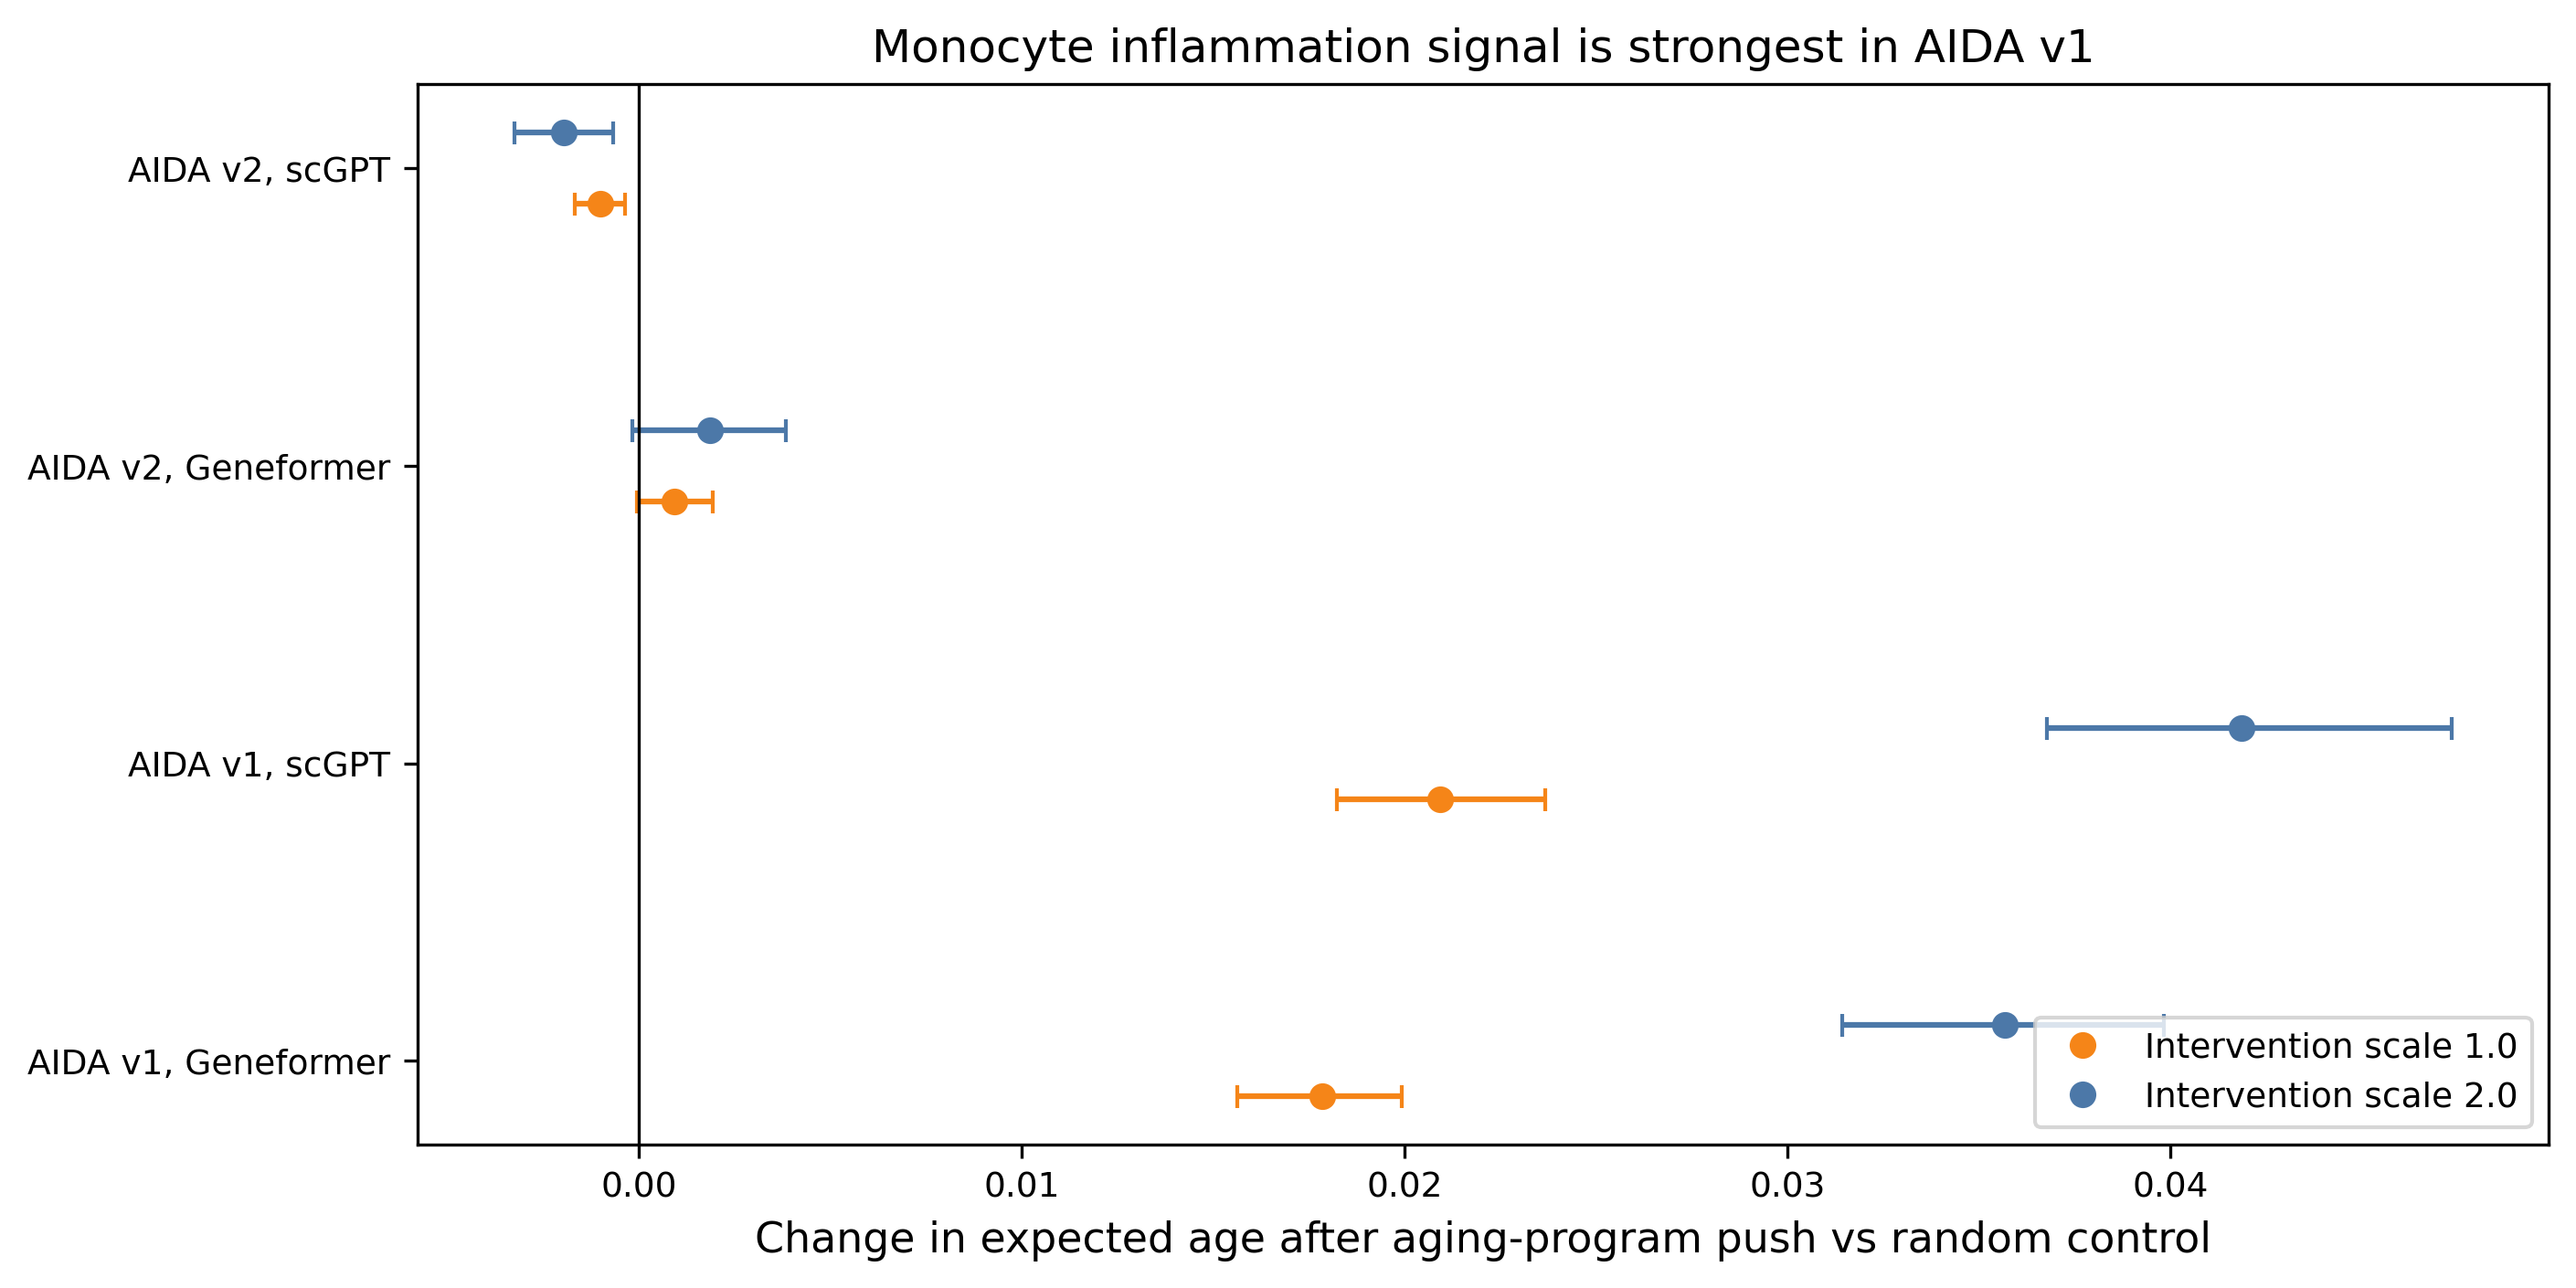 Monocyte inflammation signal is strongest in AIDA v1
AIDA v2, scGPT
AIDA v2, Geneformer
AIDA v1, scGPT
AIDA v1, Geneformer
Intervention scale 1.0
Intervention scale 2.0
0.00 0.01 0.02 0.03 0.04
Change in expected age after aging-program push vs random control